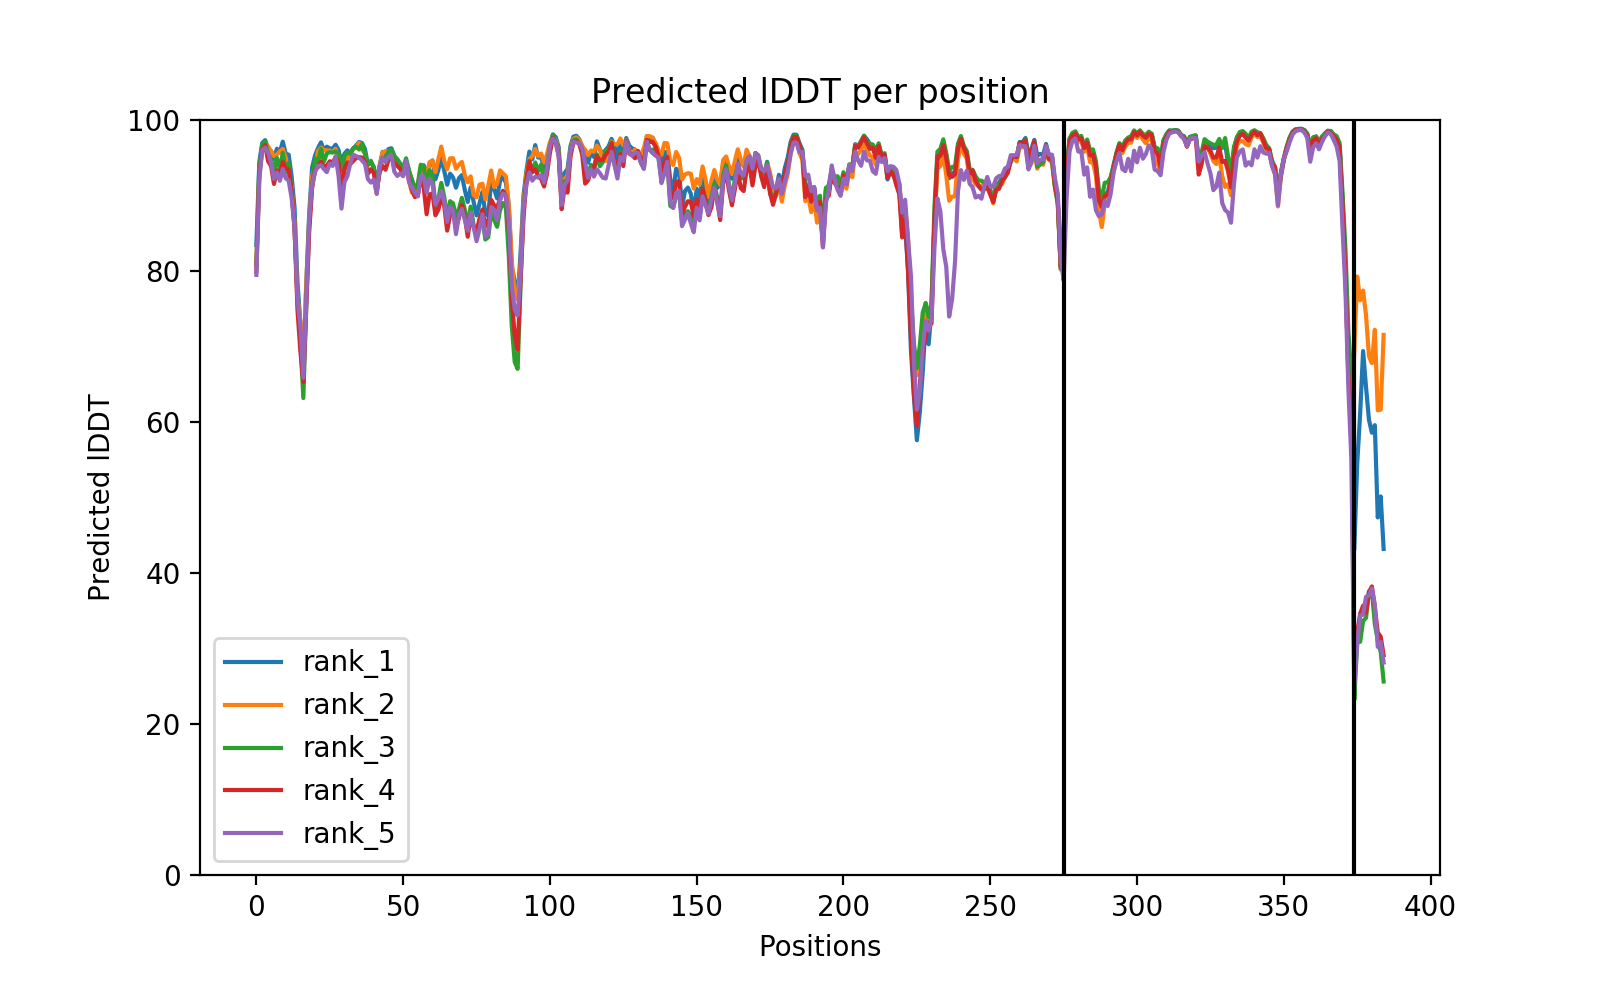 Predicted lDDT per position
Predicted lDDT
100
80
60
40
20
0
rank_1
rank_2
rank_3
rank_4
rank_5
0 50 100 150 200 250 300 350 400
Positions